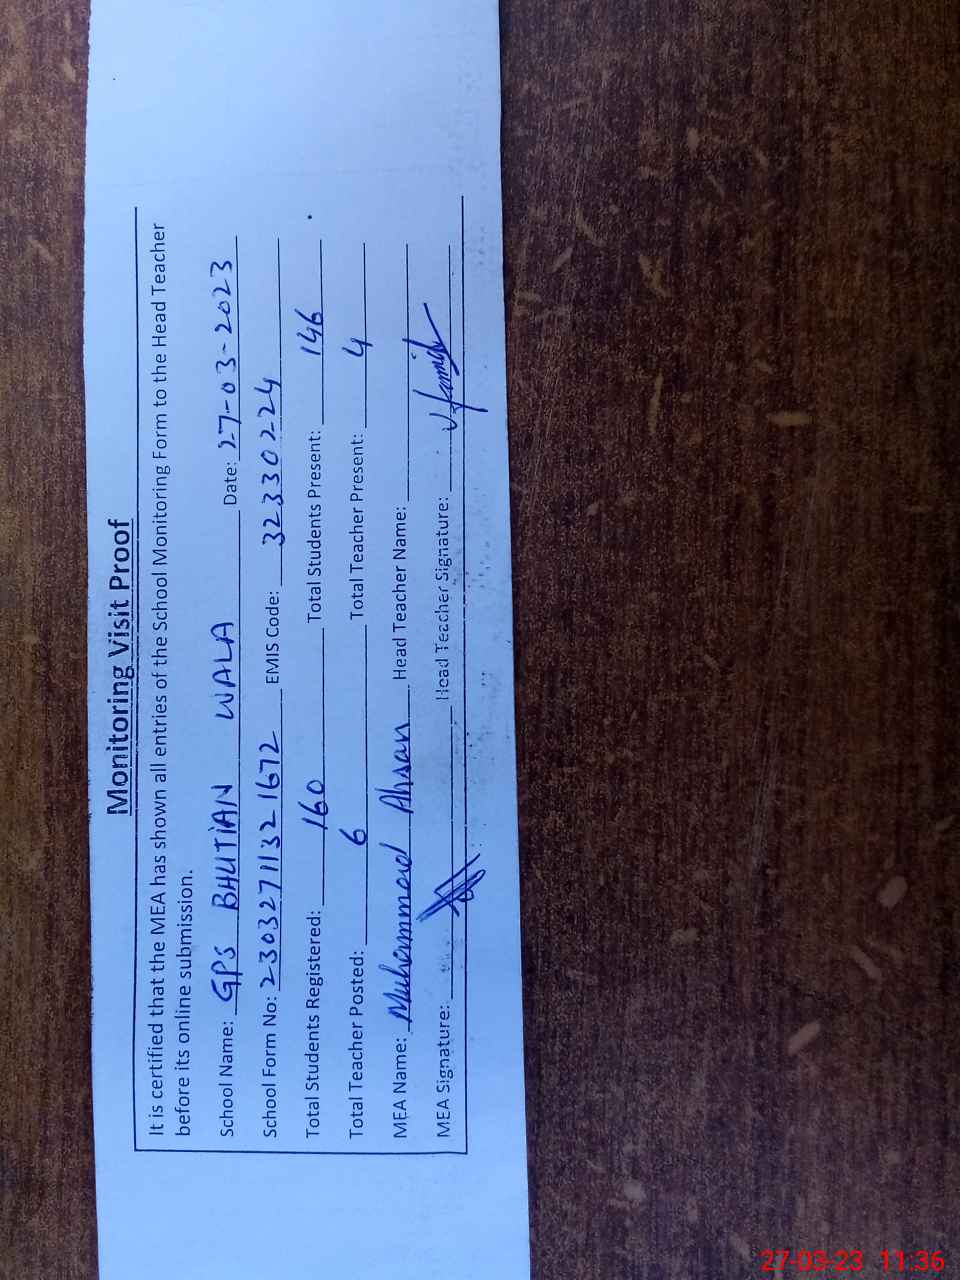 Monitoring Visit Proof
It is certified that the MEA has shown all entries of the School Monitoring Form to the Head Teacher
before its online submission.
School Name: GPS BHUTIAN WALA Date: 27-03-2023
School Form No: 23032711321672 EMIS Code: 32330224
Total Students Registered: 160 Total Students Present: 146
Total Teacher Posted: 6 Total Teacher Present: 4
MEA Name: Muhammad Ahsan Head Teacher Name:
MEA Signature: Head Teacher Signature:
27-03-23 11:36